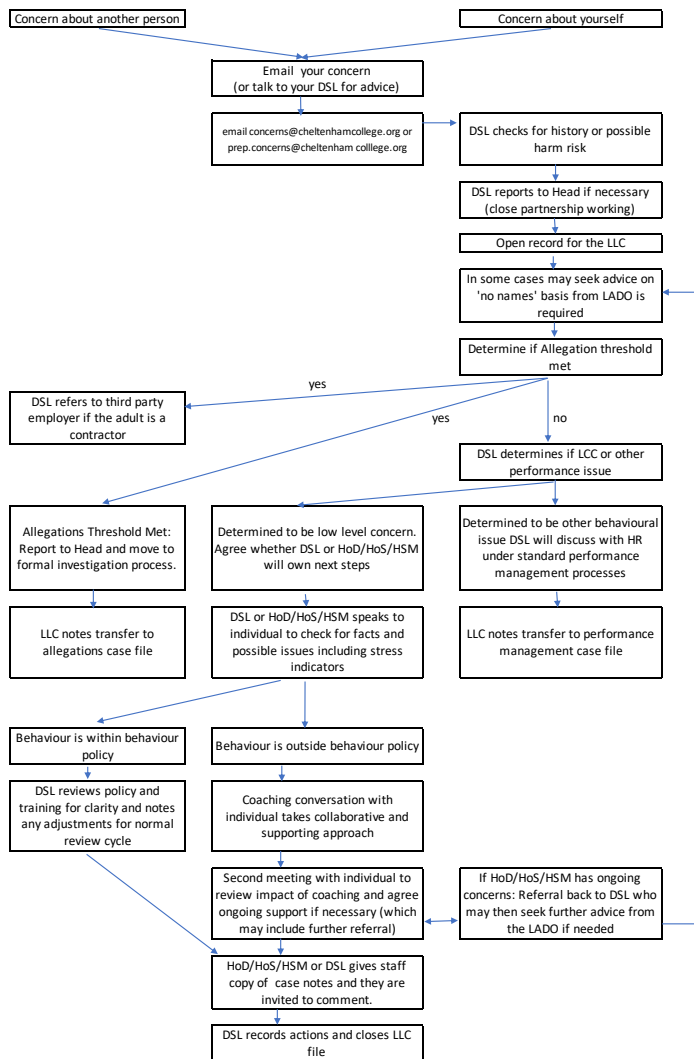 Concern about another person
Concern about yourself
Email your concern
(or talk to your DSL for advice)
email concerns@cheltenhamcollege.org or
prep.concerns@cheltenham colllege.org
DSL checks for history or possible
harm risk
DSL reports to Head if necessary
(close partnership working)
Open record for the LLC
In some cases may seek advice on
'no names' basis from LADO is
required
Determine if Allegation threshold
met
yes
DSL refers to third party
employer if the adult is a
contractor
yes
no
DSL determines if LCC or other
performance issue
Allegations Threshold Met:
Report to Head and move to
formal investigation process.
Determined to be low level concern.
Agree whether DSL or HoD/HoS/HSM
will own next steps
Determined to be other behavioural
issue DSL will discuss with HR
under standard performance
management processes
LLC notes transfer to
allegations case file
DSL or HoD/HoS/HSM speaks to
individual to check for facts and
possible issues including stress
indicators
LLC notes transfer to performance
management case file
Behaviour is within behaviour
policy
Behaviour is outside behaviour policy
DSL reviews policy and
training for clarity and notes
any adjustments for normal
review cycle
Coaching conversation with
individual takes collaborative and
supporting approach
Second meeting with individual to
review impact of coaching and agree
ongoing support if necessary (which
may include further referral)
If HoD/HoS/HSM has ongoing
concerns: Referral back to DSL who
may then seek further advice from
the LADO if needed
HoD/HoS/HSM or DSL gives staff
copy of case notes and they are
invited to comment.
DSL records actions and closes LLC
file